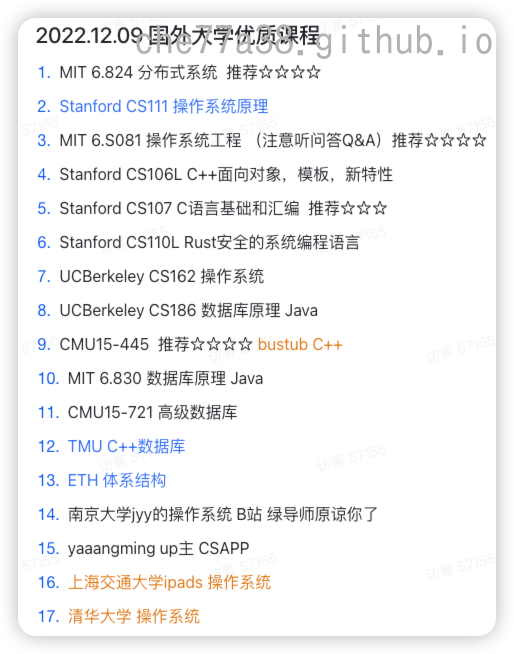 2022.12.09 国外大学优质课程
che77a38.github.io
1. MIT 6.824 分布式系统 推荐☆☆☆☆
2. Stanford CS111 操作系统原理
3. MIT 6.S081 操作系统工程 （注意听问答Q&A）推荐☆☆☆☆
4. Stanford CS106L C++面向对象，模板，新特性
5. Stanford CS107 C语言基础和汇编 推荐☆☆☆
6. Stanford CS110L Rust安全的系统编程语言
7. UCBerkeley CS162 操作系统
8. UCBerkeley CS186 数据库原理 Java
9. CMU15-445 推荐☆☆☆☆ bustub C++
10. MIT 6.830 数据库原理 Java
11. CMU15-721 高级数据库
12. TMU C++数据库
13. ETH 体系结构
14. 南京大学jyy的操作系统 B站 绿导师原谅你了
15. yaaangming up主 CSAPP
16. 上海交通大学ipads 操作系统
17. 清华大学 操作系统
访客 57155